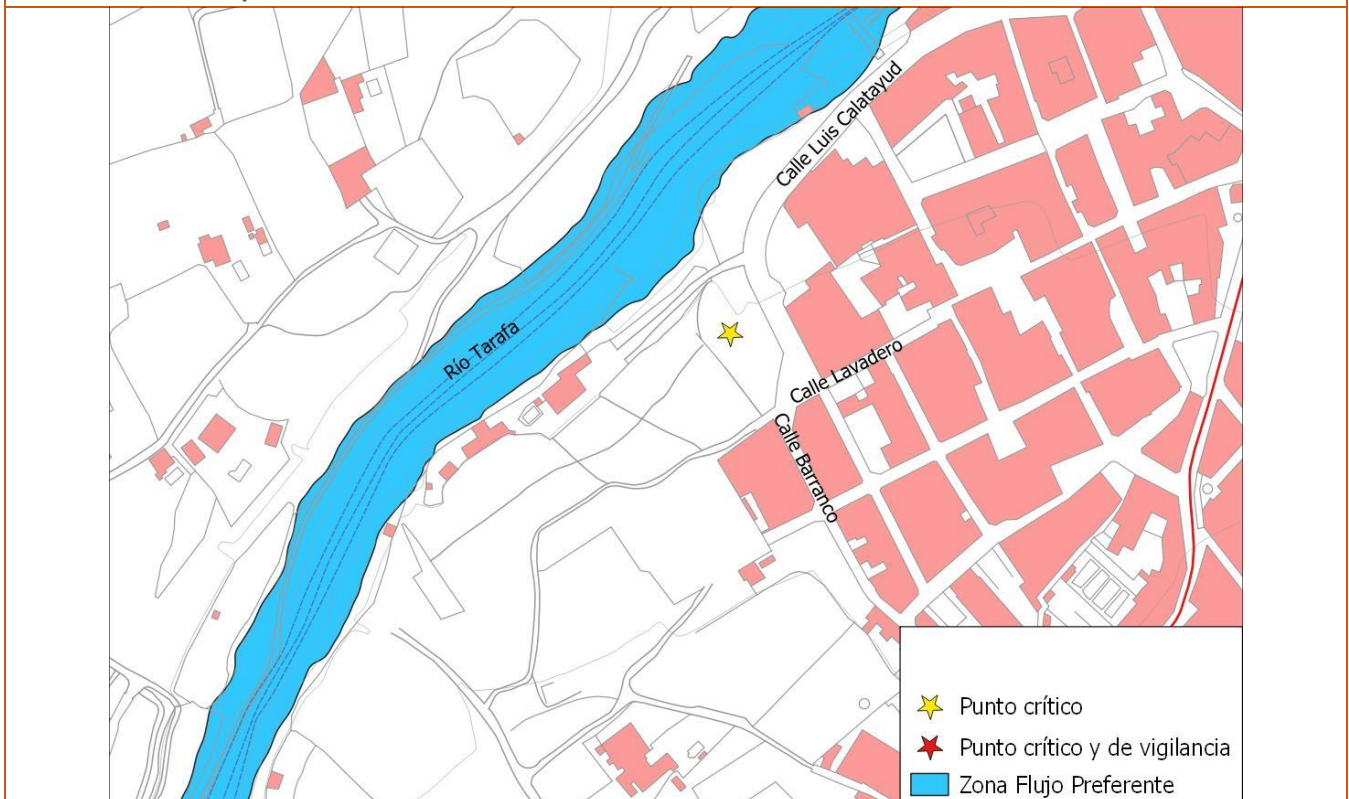 Calle Luis Calatayud
Río Tarafa
Calle Lavadero
Calle Barranco
Punto crítico
Punto crítico y de vigilancia
Zona Flujo Preferente